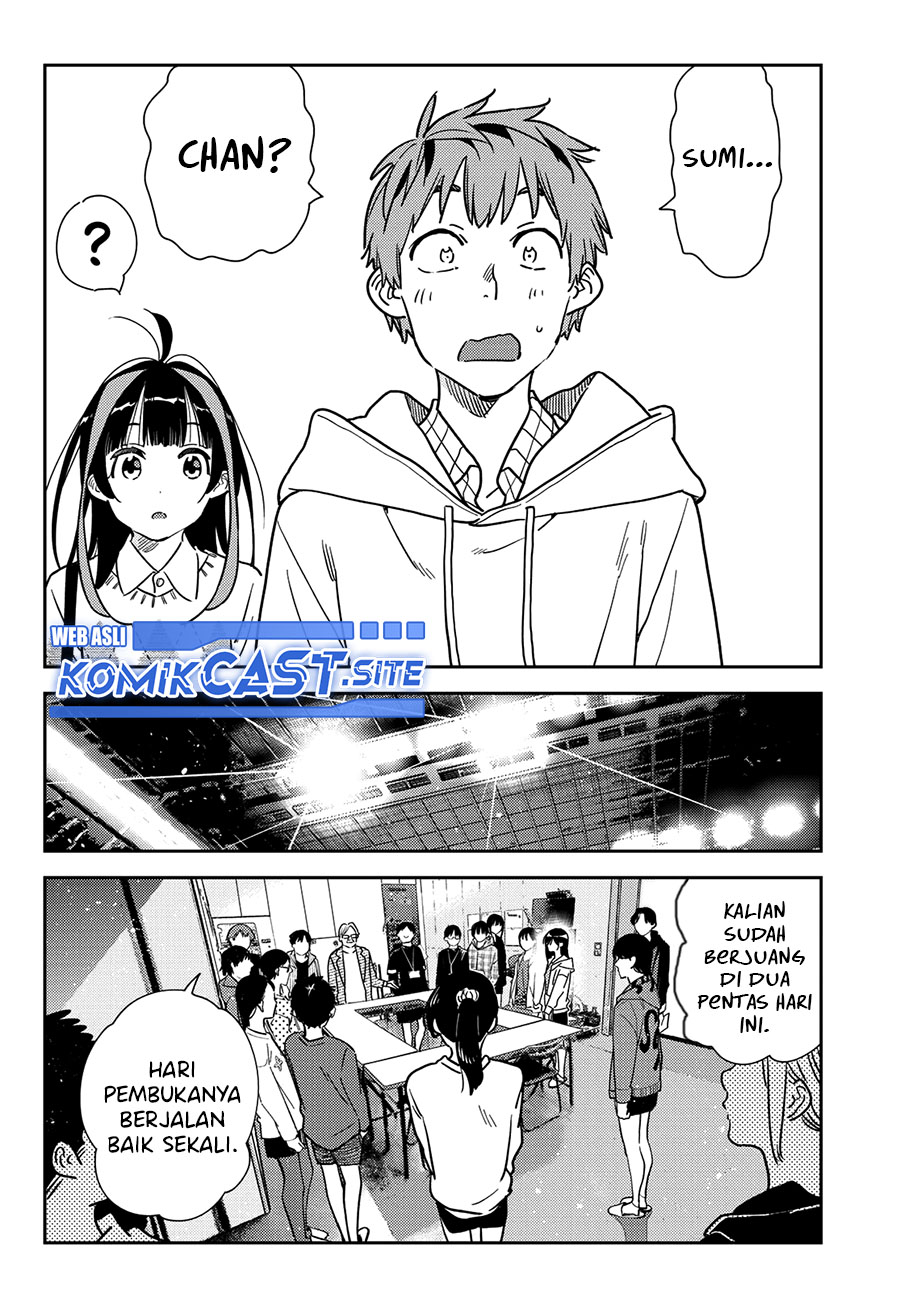 SUMI...
CHAN?
?
WEB ASLI
KOMIKCAST.SITE
KALIAN
SUDAH
BERJUANG
DI DUA
PENTAS HARI
INI.
HARI
PEMBUKANYA
BERJALAN
BAIK SEKALI.